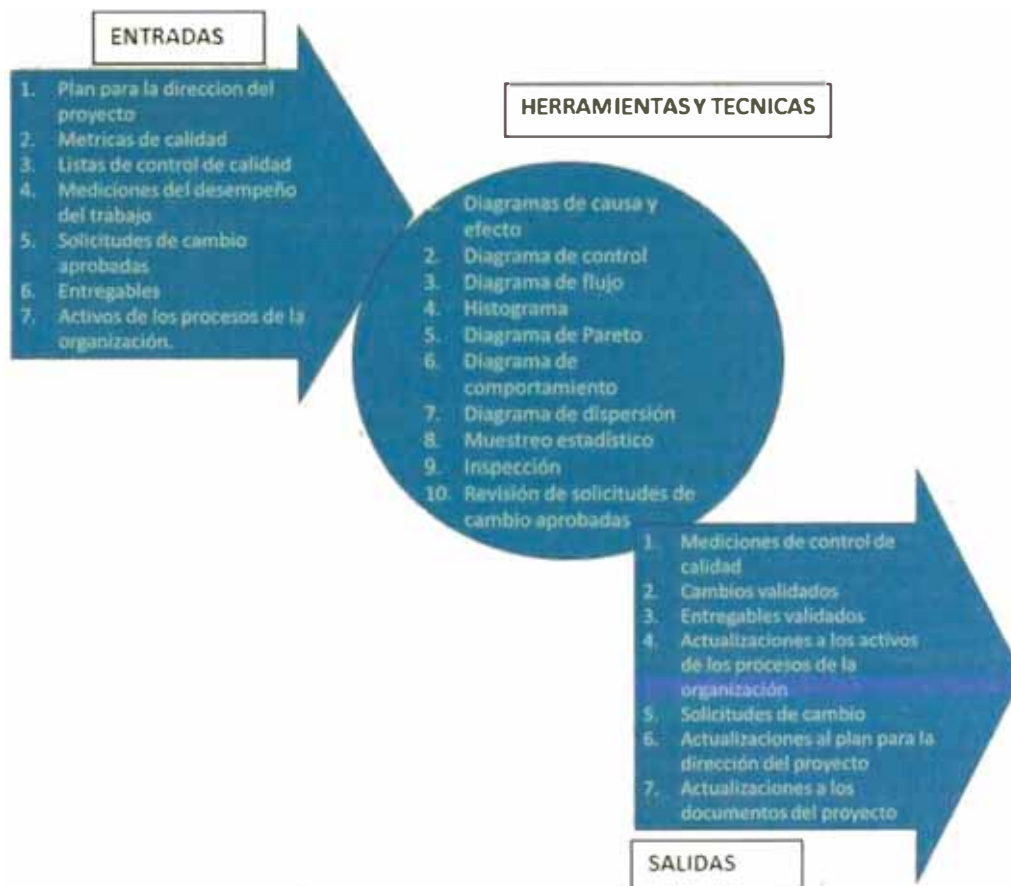 ENTRADAS
1. Plan para la direccion del
proyecto
2. Metricas de calidad
3. Listas de control de calidad
4. Mediciones del desempeño
del trabajo
5. Solicitudes de cambio
aprobadas
6. Entregables
7. Activos de los procesos de la
organización.
HERRAMIENTAS Y TECNICAS
Diagramas de causa y
efecto
2. Diagrama de control
3. Diagrama de flujo
4. Histograma
5. Diagrama de Pareto
6. Diagrama de
comportamiento
7. Diagrama de dispersión
8. Muestreo estadístico
9. Inspección
10. Revisión de solicitudes de
cambio aprobadas
1. Mediciones de control de
calidad
2. Cambios validados
3. Entregables validados
4. Actualizaciones a los activos
de los procesos de la
organización
5. Solicitudes de cambio
6. Actualizaciones al plan para la
dirección del proyecto
7. Actualizaciones a los
documentos del proyecto
SALIDAS